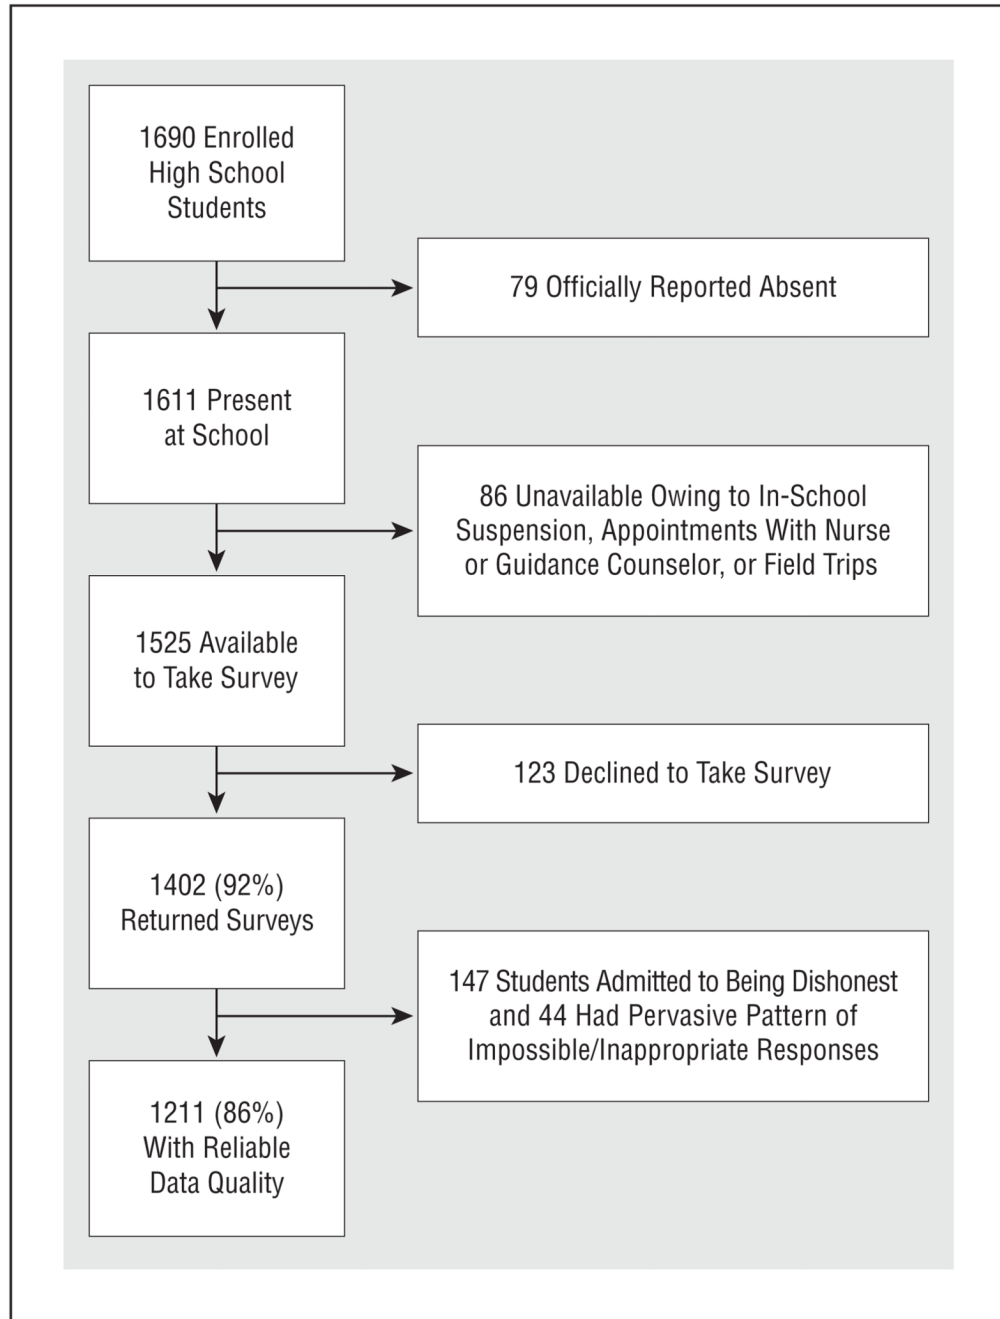 1690 Enrolled
High School
Students
79 Officially Reported Absent
1611 Present
at School
86 Unavailable Owing to In-School
Suspension, Appointments With Nurse
or Guidance Counselor, or Field Trips
1525 Available
to Take Survey
123 Declined to Take Survey
1402 (92%)
Returned Surveys
147 Students Admitted to Being Dishonest
and 44 Had Pervasive Pattern of
Impossible/Inappropriate Responses
1211 (86%)
With Reliable
Data Quality